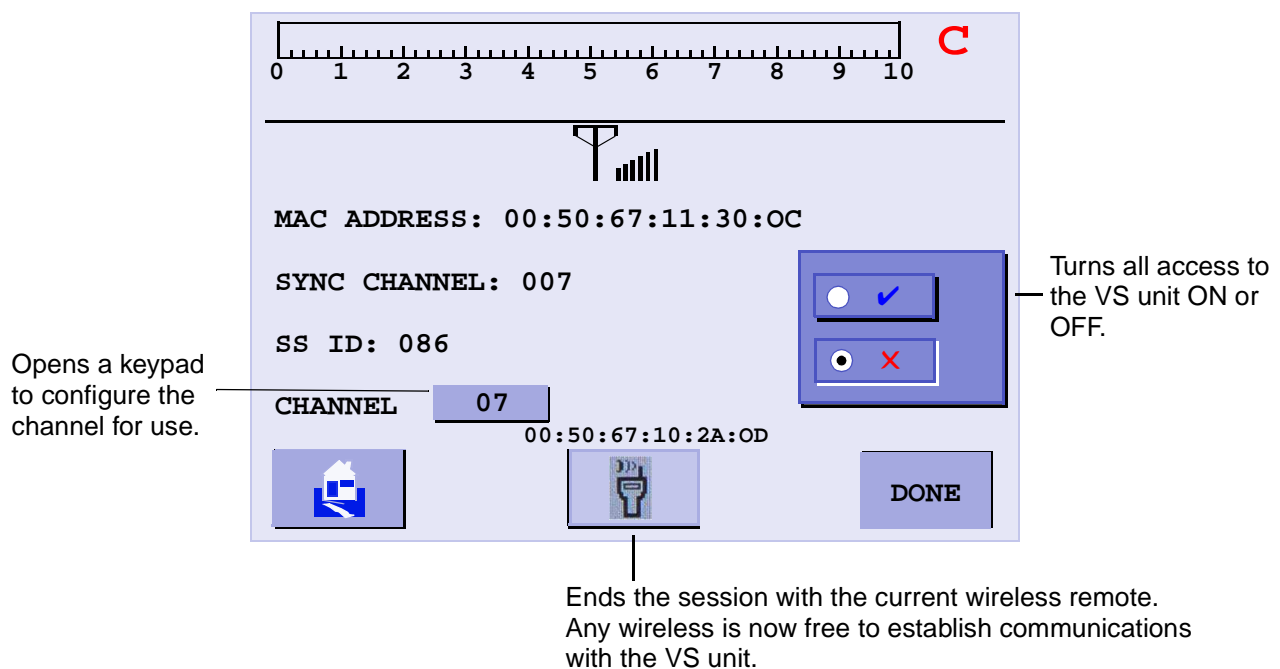 C
0 1 2 3 4 5 6 7 8 9 10
MAC ADDRESS: 00:50:67:11:30:OC
SYNC CHANNEL: 007
SS ID: 086
CHANNEL 07
00:50:67:10:2A:OD
DONE
Turns all access to
the VS unit ON or
OFF.
Opens a keypad
to configure the
channel for use.
Ends the session with the current wireless remote.
Any wireless is now free to establish communications
with the VS unit.